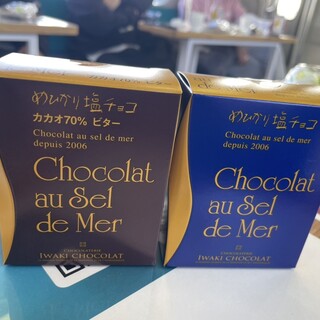 めひかり塩チョコ
カカオ70% ビター
Chocolat au sel de mer
depuis 2006
Chocolat
au Sel
de Mer
CHOCOLATERIE
IWAKI CHOCOLAT
めひかり塩チョコ
Chocolat au sel de mer
depuis 2006
Chocolat
au Sel
de Mer
CHOCOLATERIE
IWAKI CHOCOLAT